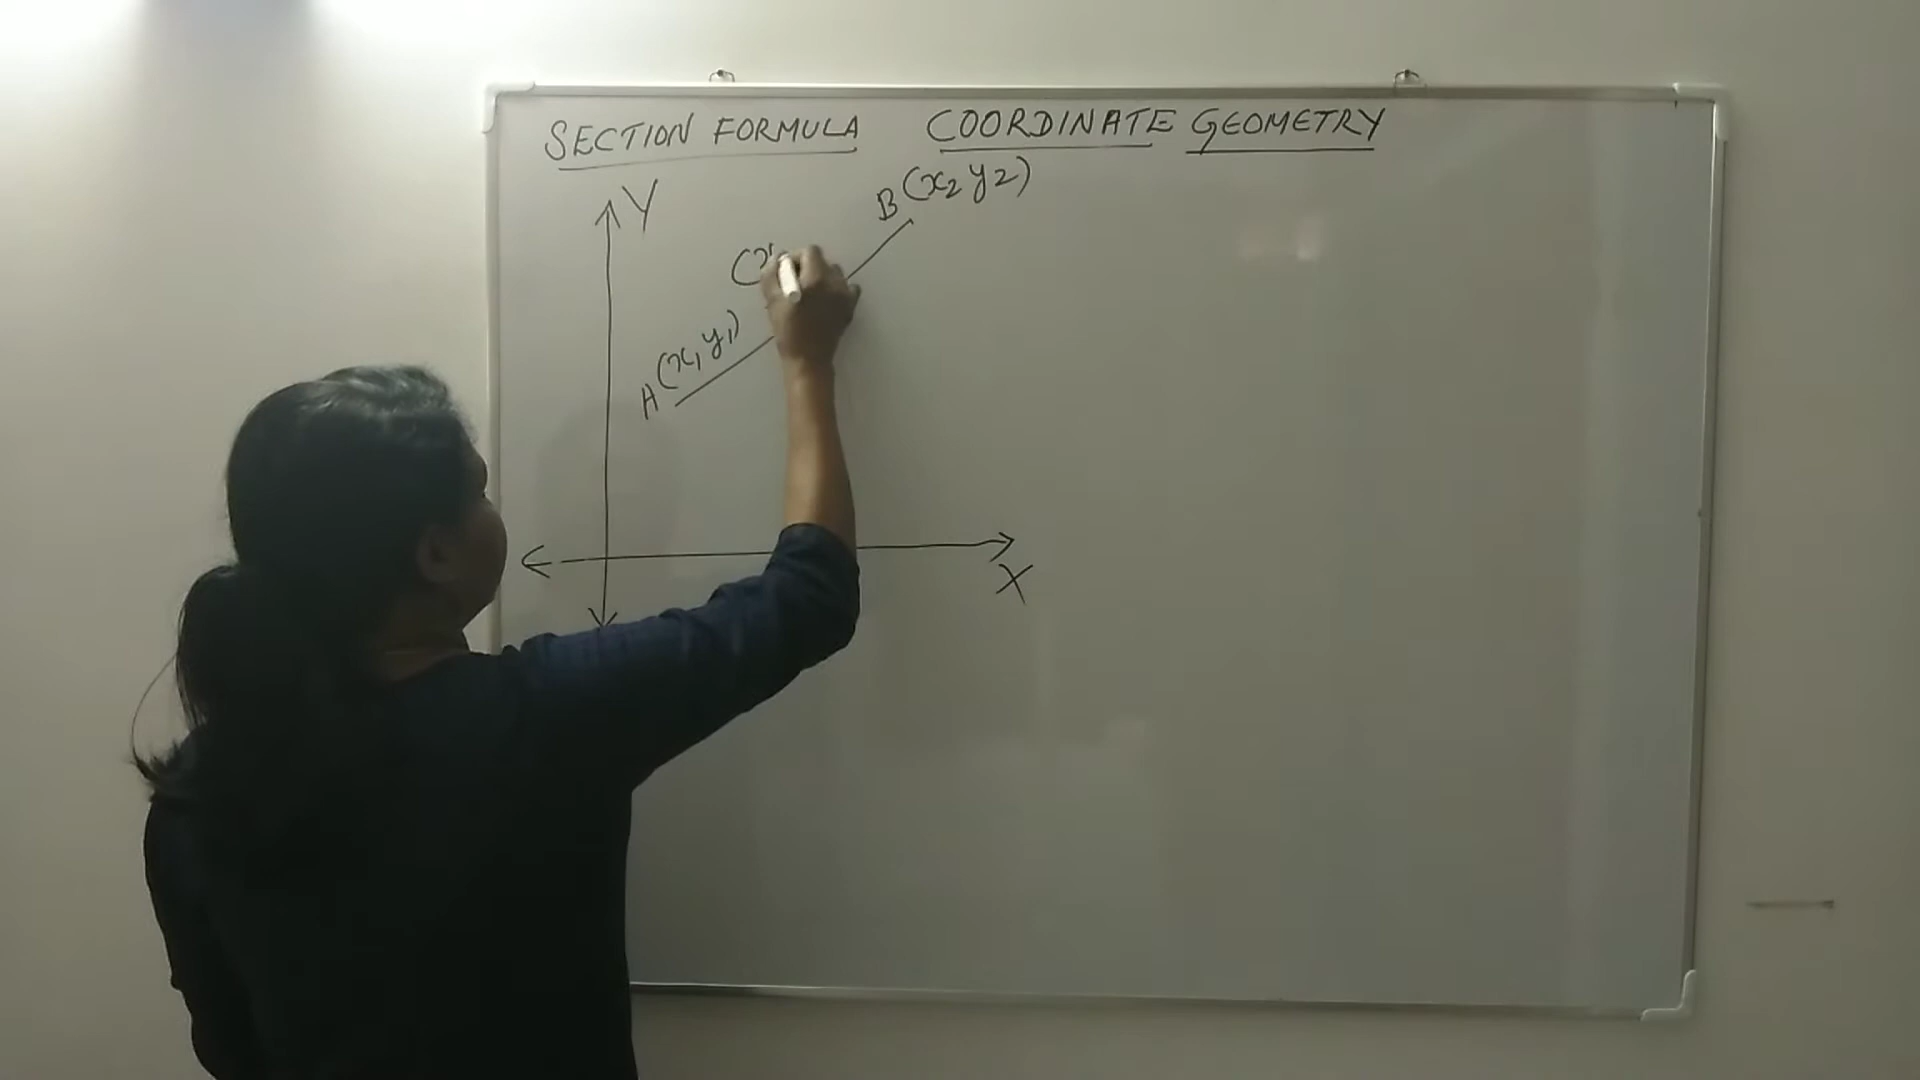 SECTION FORMULA COORDINATE GEOMETRY
Y
B (x2 y2)
(x
A (x1 y1)
X